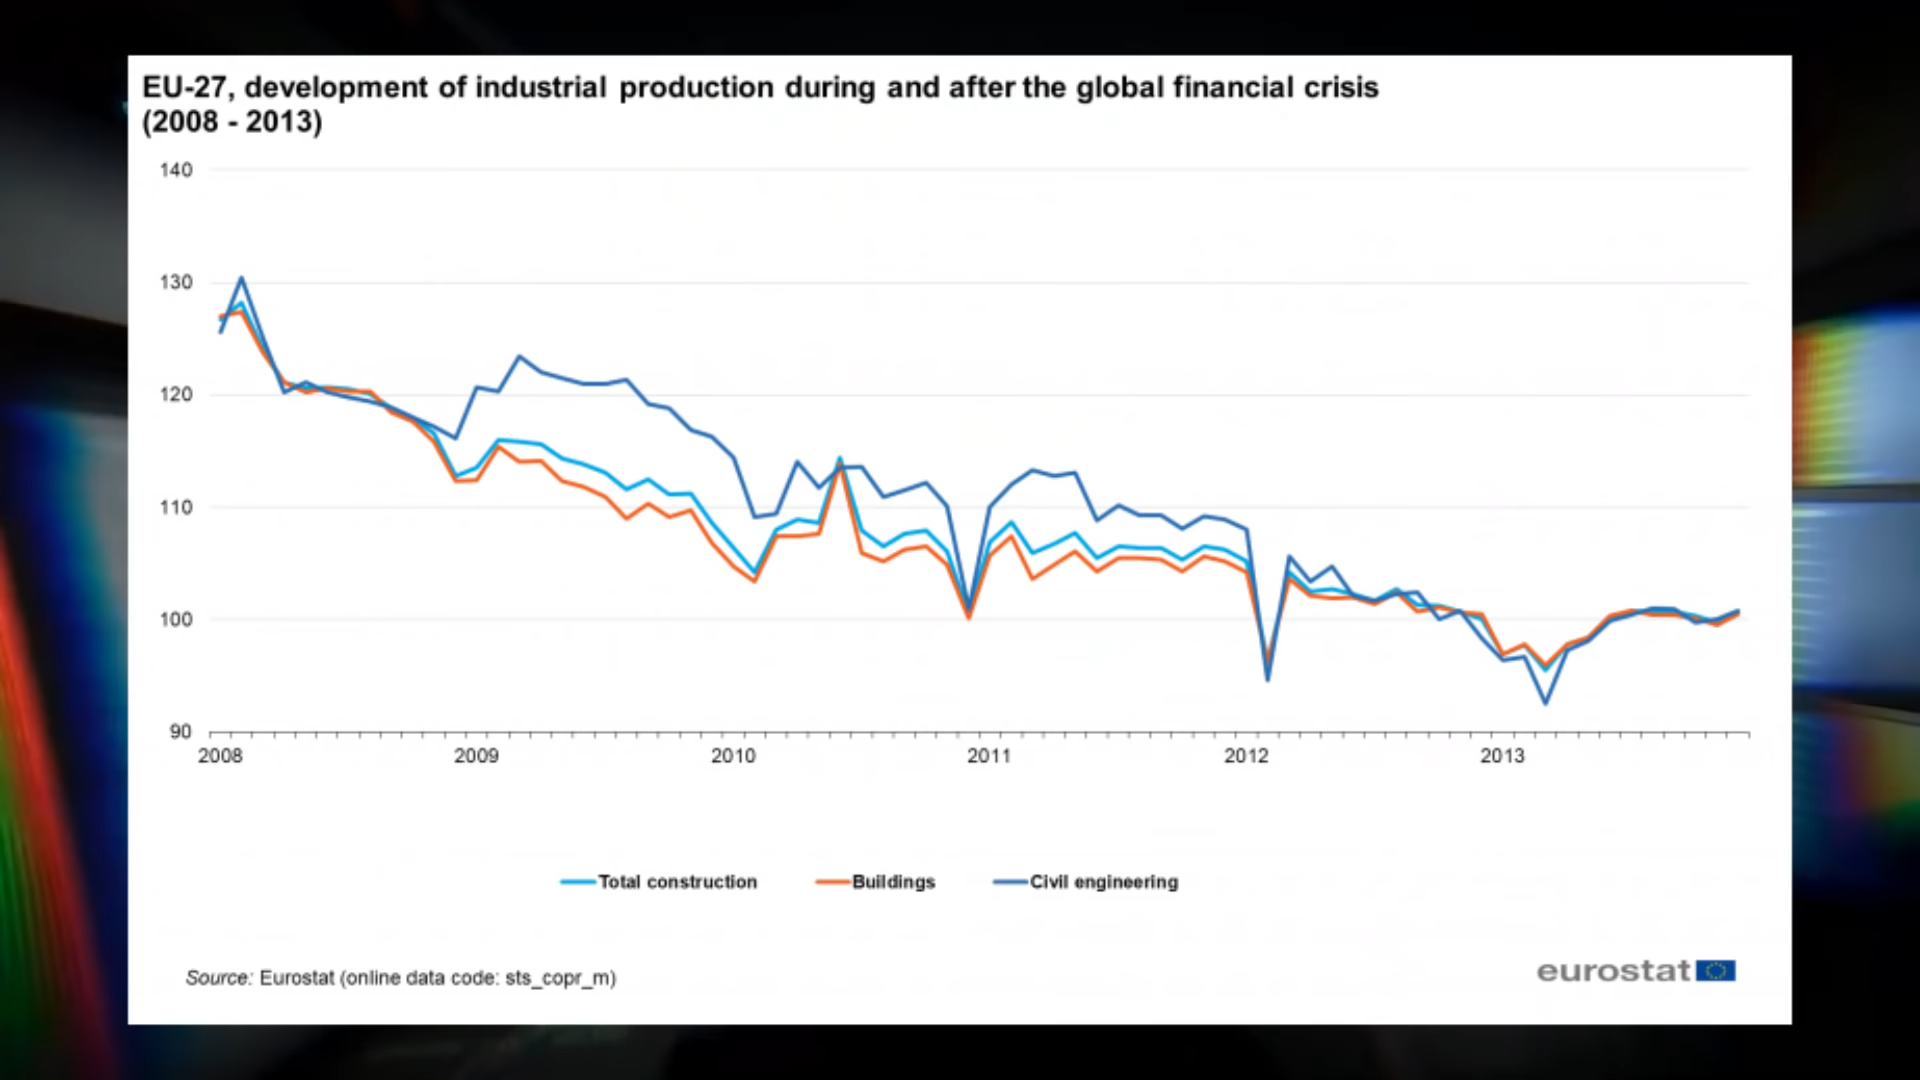 EU-27, development of industrial production during and after the global financial crisis
(2008 - 2013)
140
130
120
110
100
90
2008 2009 2010 2011 2012 2013
Total construction Buildings Civil engineering
Source: Eurostat (online data code: sts_copr_m)
eurostat